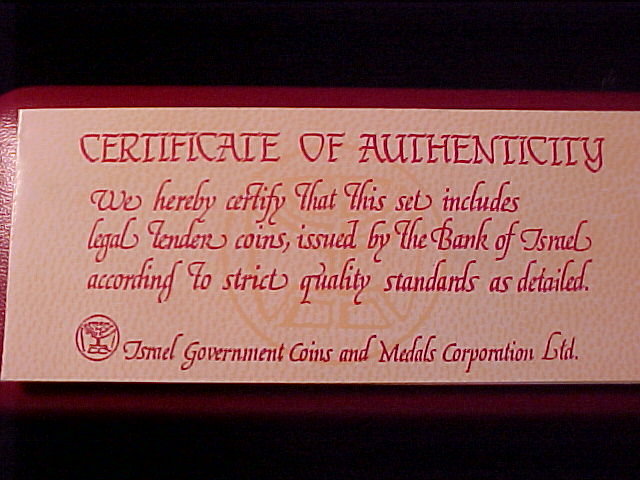 CERTIFICATE OF AUTHENTICITY
We hereby certify that this set includes
legal tender coins, issued by the Bank of Israel
according to strict quality standards as detailed.
Israel Government Coins and Medals Corporation Ltd.